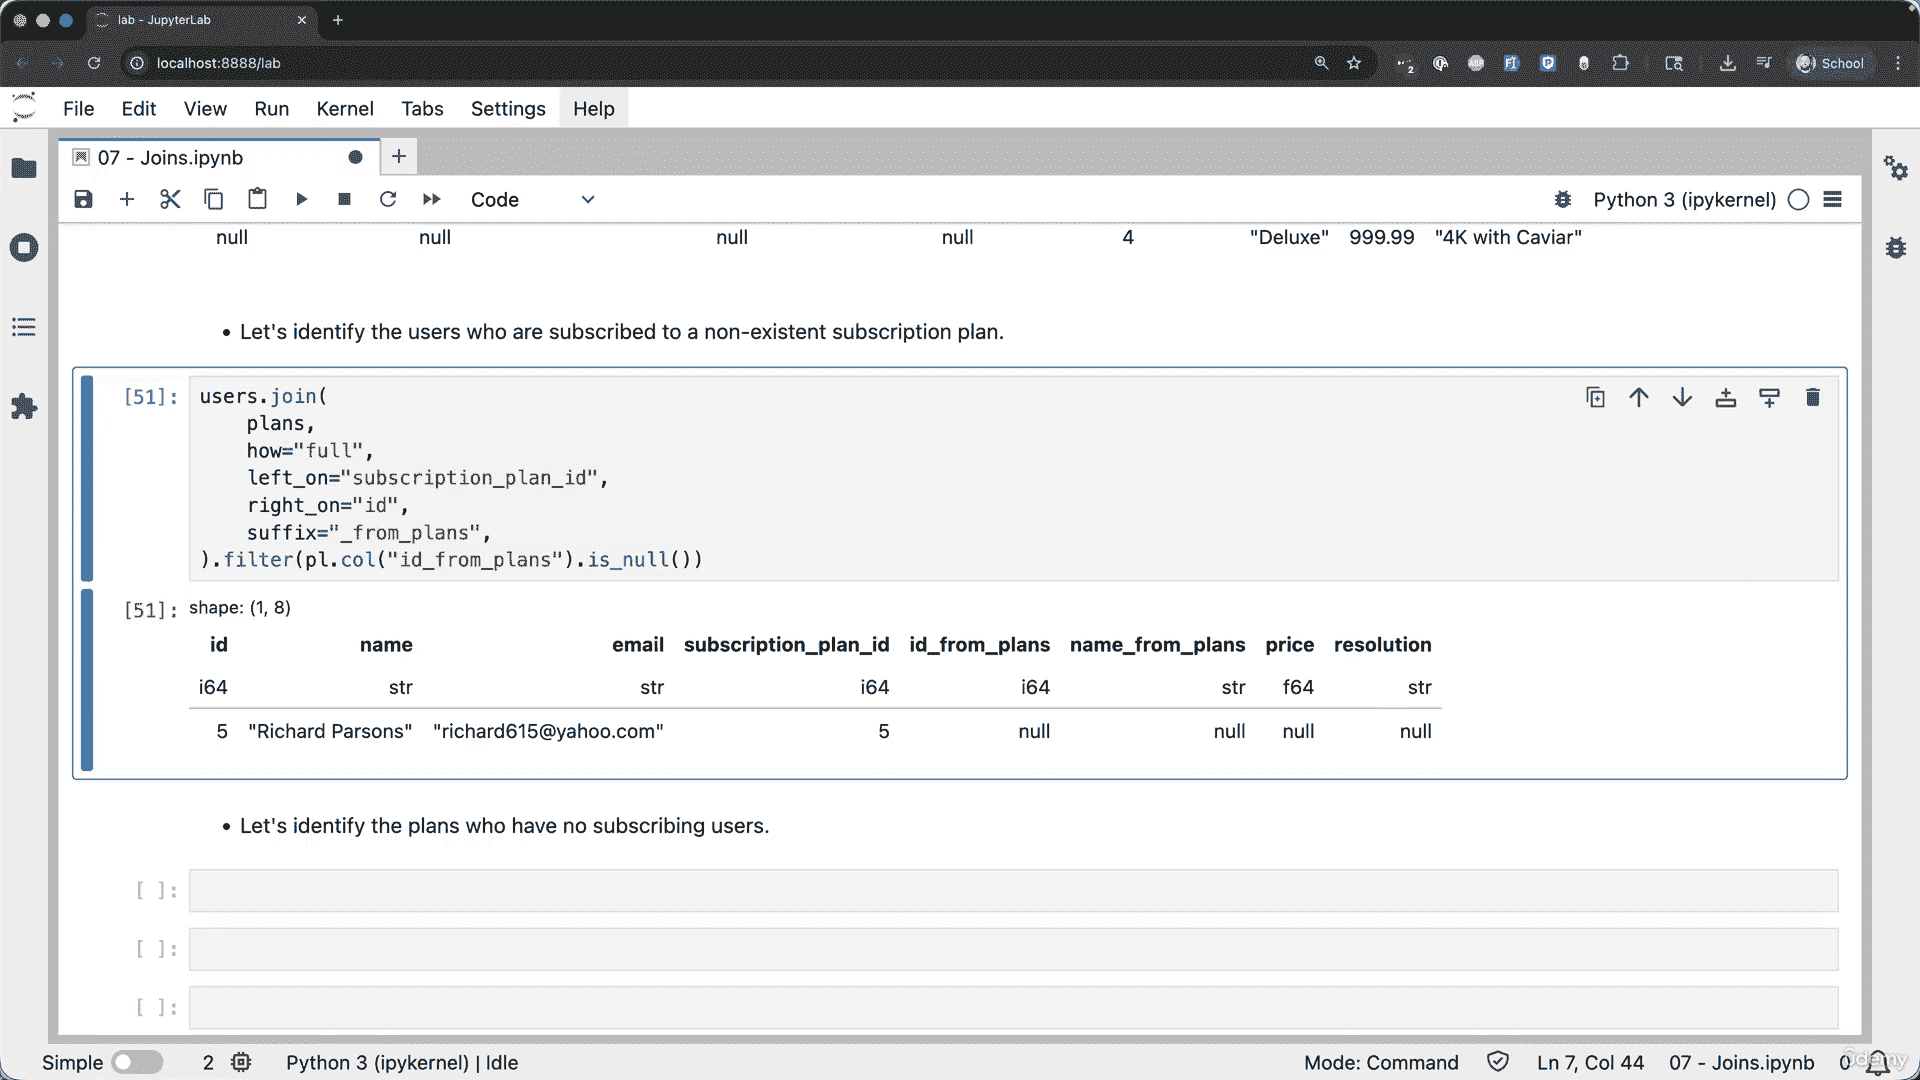 lab - JupyterLab
localhost:8888/lab
2
School
File Edit View Run Kernel Tabs Settings Help
07 - Joins.ipynb
Code
Python 3 (ipykernel)
null null null null 4 "Deluxe" 999.99 "4K with Caviar"
• Let's identify the users who are subscribed to a non-existent subscription plan.
[51]: users.join(
plans,
how="full",
left_on="subscription_plan_id",
right_on="id",
suffix="_from_plans",
).filter(pl.col("id_from_plans").is_null())
[51]: shape: (1, 8)
id name email subscription_plan_id id_from_plans name_from_plans price resolution
i64 str str i64 i64 str f64 str
5 "Richard Parsons" "richard615@yahoo.com" 5 null null null null
• Let's identify the plans who have no subscribing users.
[ ]:
[ ]:
[ ]:
Simple 2 Python 3 (ipykernel) | Idle Mode: Command Ln 7, Col 44 07 - Joins.ipynb 0
Udemy